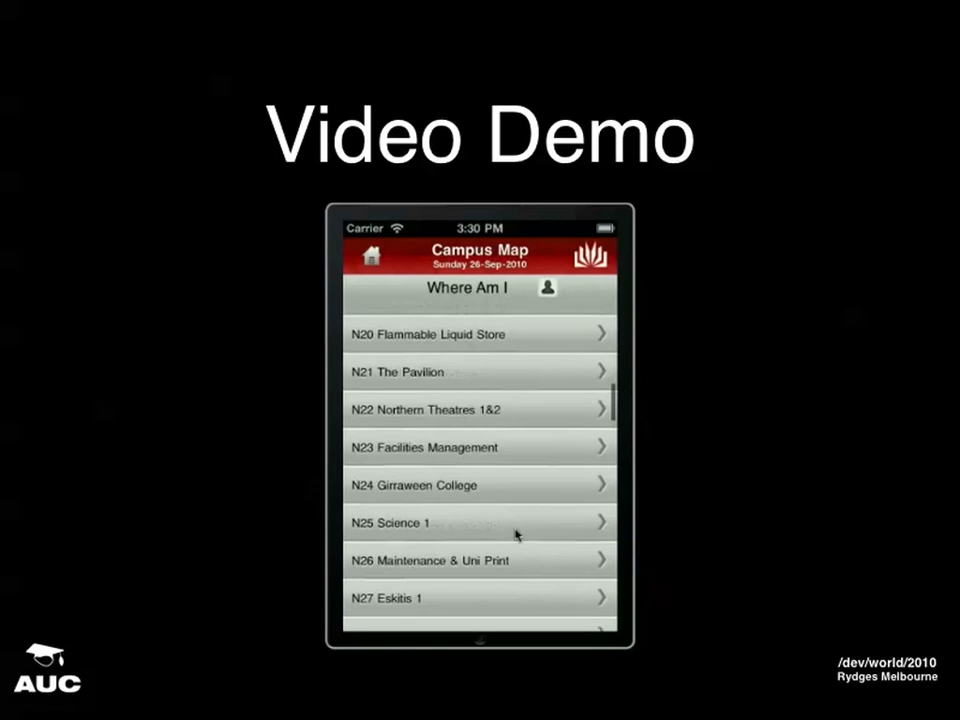 Video Demo
Carrier 3:30 PM
Campus Map
Sunday 26-Sep-2010
Where Am I
N20 Flammable Liquid Store
N21 The Pavilion
N22 Northern Theatres 1&2
N23 Facilities Management
N24 Girraween College
N25 Science 1
N26 Maintenance & Uni Print
N27 Eskitis 1
AUC
/dev/world/2010
Rydges Melbourne